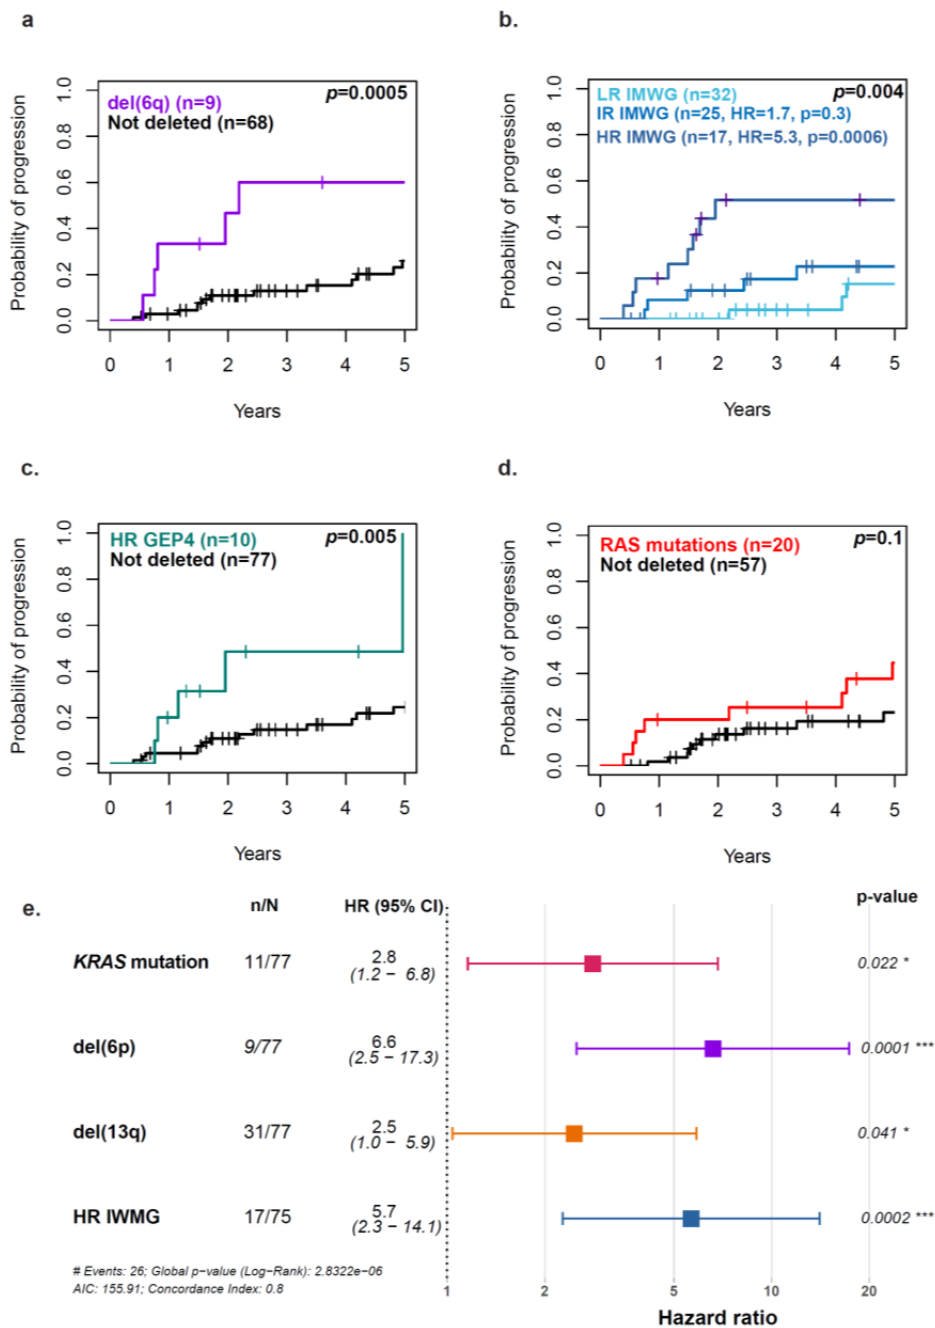 a
b.
del(6q) (n=9)
Not deleted (n=68)
p=0.0005
Probability of progression
0.0 0.2 0.4 0.6 0.8 1.0
0 1 2 3 4 5
Years
LR IMWG (n=32)
IR IMWG (n=25, HR=1.7, p=0.3)
HR IMWG (n=17, HR=5.3, p=0.0006)
p=0.004
Probability of progression
0.0 0.2 0.4 0.6 0.8 1.0
0 1 2 3 4 5
Years
c.
d.
HR GEP4 (n=10)
Not deleted (n=77)
p=0.005
Probability of progression
0.0 0.2 0.4 0.6 0.8 1.0
0 1 2 3 4 5
Years
RAS mutations (n=20)
Not deleted (n=57)
p=0.1
Probability of progression
0.0 0.2 0.4 0.6 0.8 1.0
0 1 2 3 4 5
Years
e.
n/N HR (95% CI) p-value
KRAS mutation 11/77 2.8 (1.2 − 6.8) 0.022 *
del(6p) 9/77 6.6 (2.5 − 17.3) 0.0001 ***
del(13q) 31/77 2.5 (1.0 − 5.9) 0.041 *
HR IWMG 17/75 5.7 (2.3 − 14.1) 0.0002 ***
# Events: 26; Global p−value (Log−Rank): 2.8322e−06
AIC: 155.91; Concordance Index: 0.8
1 2 5 10 20
Hazard ratio